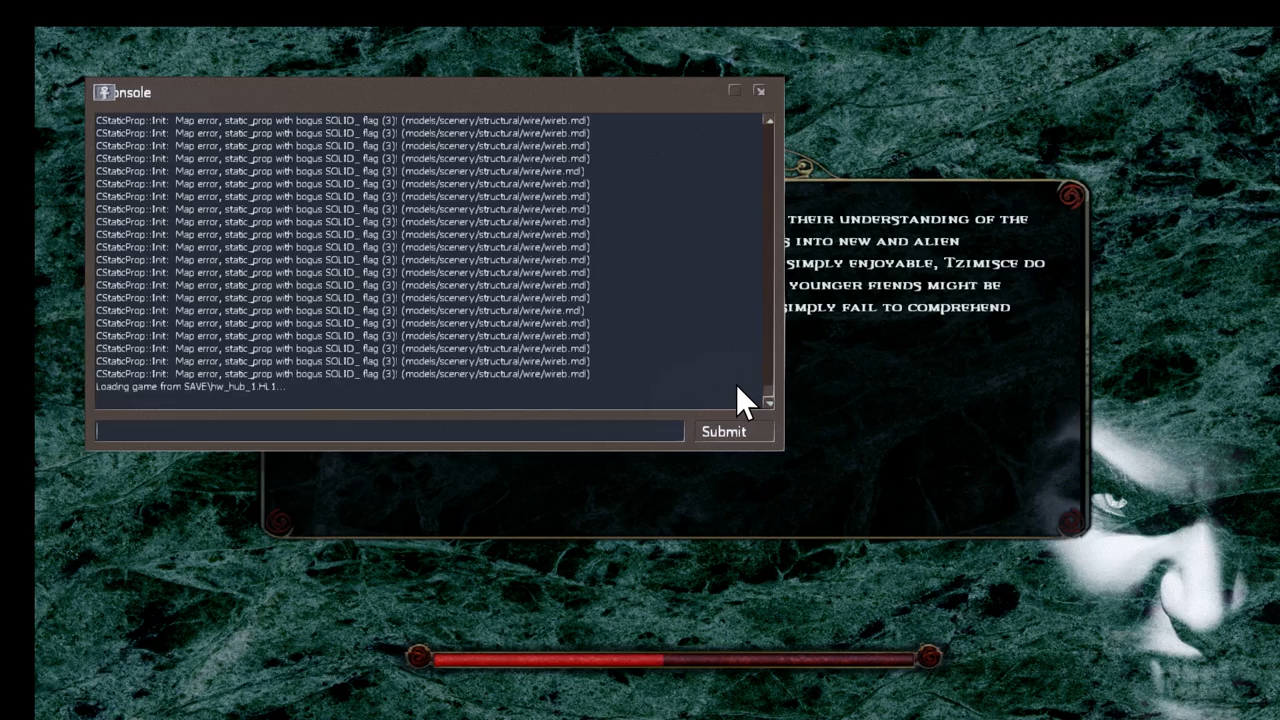 onsole
CStaticProp::Init: Map error, static_prop with bogus SOLID_ flag (3)! (models/scenery/structural/wire/wireb.mdl)
CStaticProp::Init: Map error, static_prop with bogus SOLID_ flag (3)! (models/scenery/structural/wire/wireb.mdl)
CStaticProp::Init: Map error, static_prop with bogus SOLID_ flag (3)! (models/scenery/structural/wire/wireb.mdl)
CStaticProp::Init: Map error, static_prop with bogus SOLID_ flag (3)! (models/scenery/structural/wire/wireb.mdl)
CStaticProp::Init: Map error, static_prop with bogus SOLID_ flag (3)! (models/scenery/structural/wire/wire.mdl)
CStaticProp::Init: Map error, static_prop with bogus SOLID_ flag (3)! (models/scenery/structural/wire/wireb.mdl)
CStaticProp::Init: Map error, static_prop with bogus SOLID_ flag (3)! (models/scenery/structural/wire/wireb.mdl)
CStaticProp::Init: Map error, static_prop with bogus SOLID_ flag (3)! (models/scenery/structural/wire/wireb.mdl)
CStaticProp::Init: Map error, static_prop with bogus SOLID_ flag (3)! (models/scenery/structural/wire/wireb.mdl)
CStaticProp::Init: Map error, static_prop with bogus SOLID_ flag (3)! (models/scenery/structural/wire/wireb.mdl)
CStaticProp::Init: Map error, static_prop with bogus SOLID_ flag (3)! (models/scenery/structural/wire/wireb.mdl)
CStaticProp::Init: Map error, static_prop with bogus SOLID_ flag (3)! (models/scenery/structural/wire/wireb.mdl)
CStaticProp::Init: Map error, static_prop with bogus SOLID_ flag (3)! (models/scenery/structural/wire/wireb.mdl)
CStaticProp::Init: Map error, static_prop with bogus SOLID_ flag (3)! (models/scenery/structural/wire/wireb.mdl)
CStaticProp::Init: Map error, static_prop with bogus SOLID_ flag (3)! (models/scenery/structural/wire/wireb.mdl)
CStaticProp::Init: Map error, static_prop with bogus SOLID_ flag (3)! (models/scenery/structural/wire/wire.mdl)
CStaticProp::Init: Map error, static_prop with bogus SOLID_ flag (3)! (models/scenery/structural/wire/wireb.mdl)
CStaticProp::Init: Map error, static_prop with bogus SOLID_ flag (3)! (models/scenery/structural/wire/wireb.mdl)
CStaticProp::Init: Map error, static_prop with bogus SOLID_ flag (3)! (models/scenery/structural/wire/wireb.mdl)
CStaticProp::Init: Map error, static_prop with bogus SOLID_ flag (3)! (models/scenery/structural/wire/wireb.mdl)
CStaticProp::Init: Map error, static_prop with bogus SOLID_ flag (3)! (models/scenery/structural/wire/wireb.mdl)
Loading game from SAVE\hw_hub_1.HL1...
Submit
THEIR UNDERSTANDING OF THE
S INTO NEW AND ALIEN
SIMPLY ENJOYABLE, TZIMISCE DO
YOUNGER FIENDS MIGHT BE
SIMPLY FAIL TO COMPREHEND